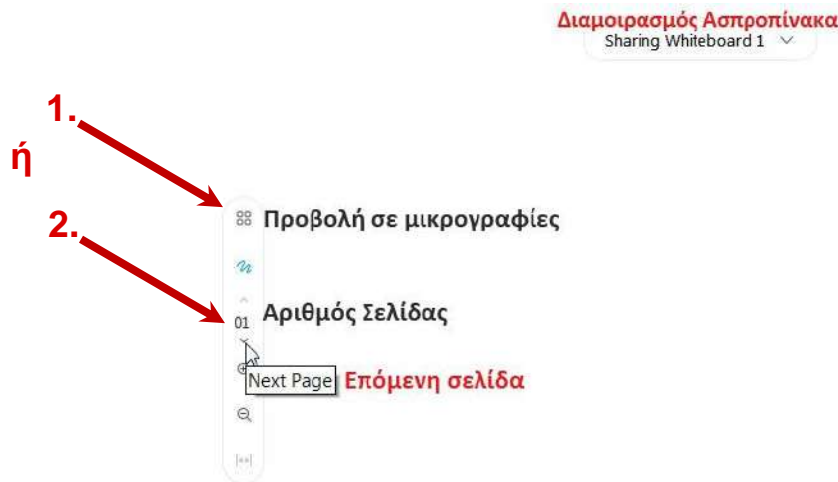 Διαμοιρασμός Ασπροπίνακα
Sharing Whiteboard 1
1.
ή
Προβολή σε μικρογραφίες
2.
Αριθμός Σελίδας
01
Next Page Επόμενη σελίδα